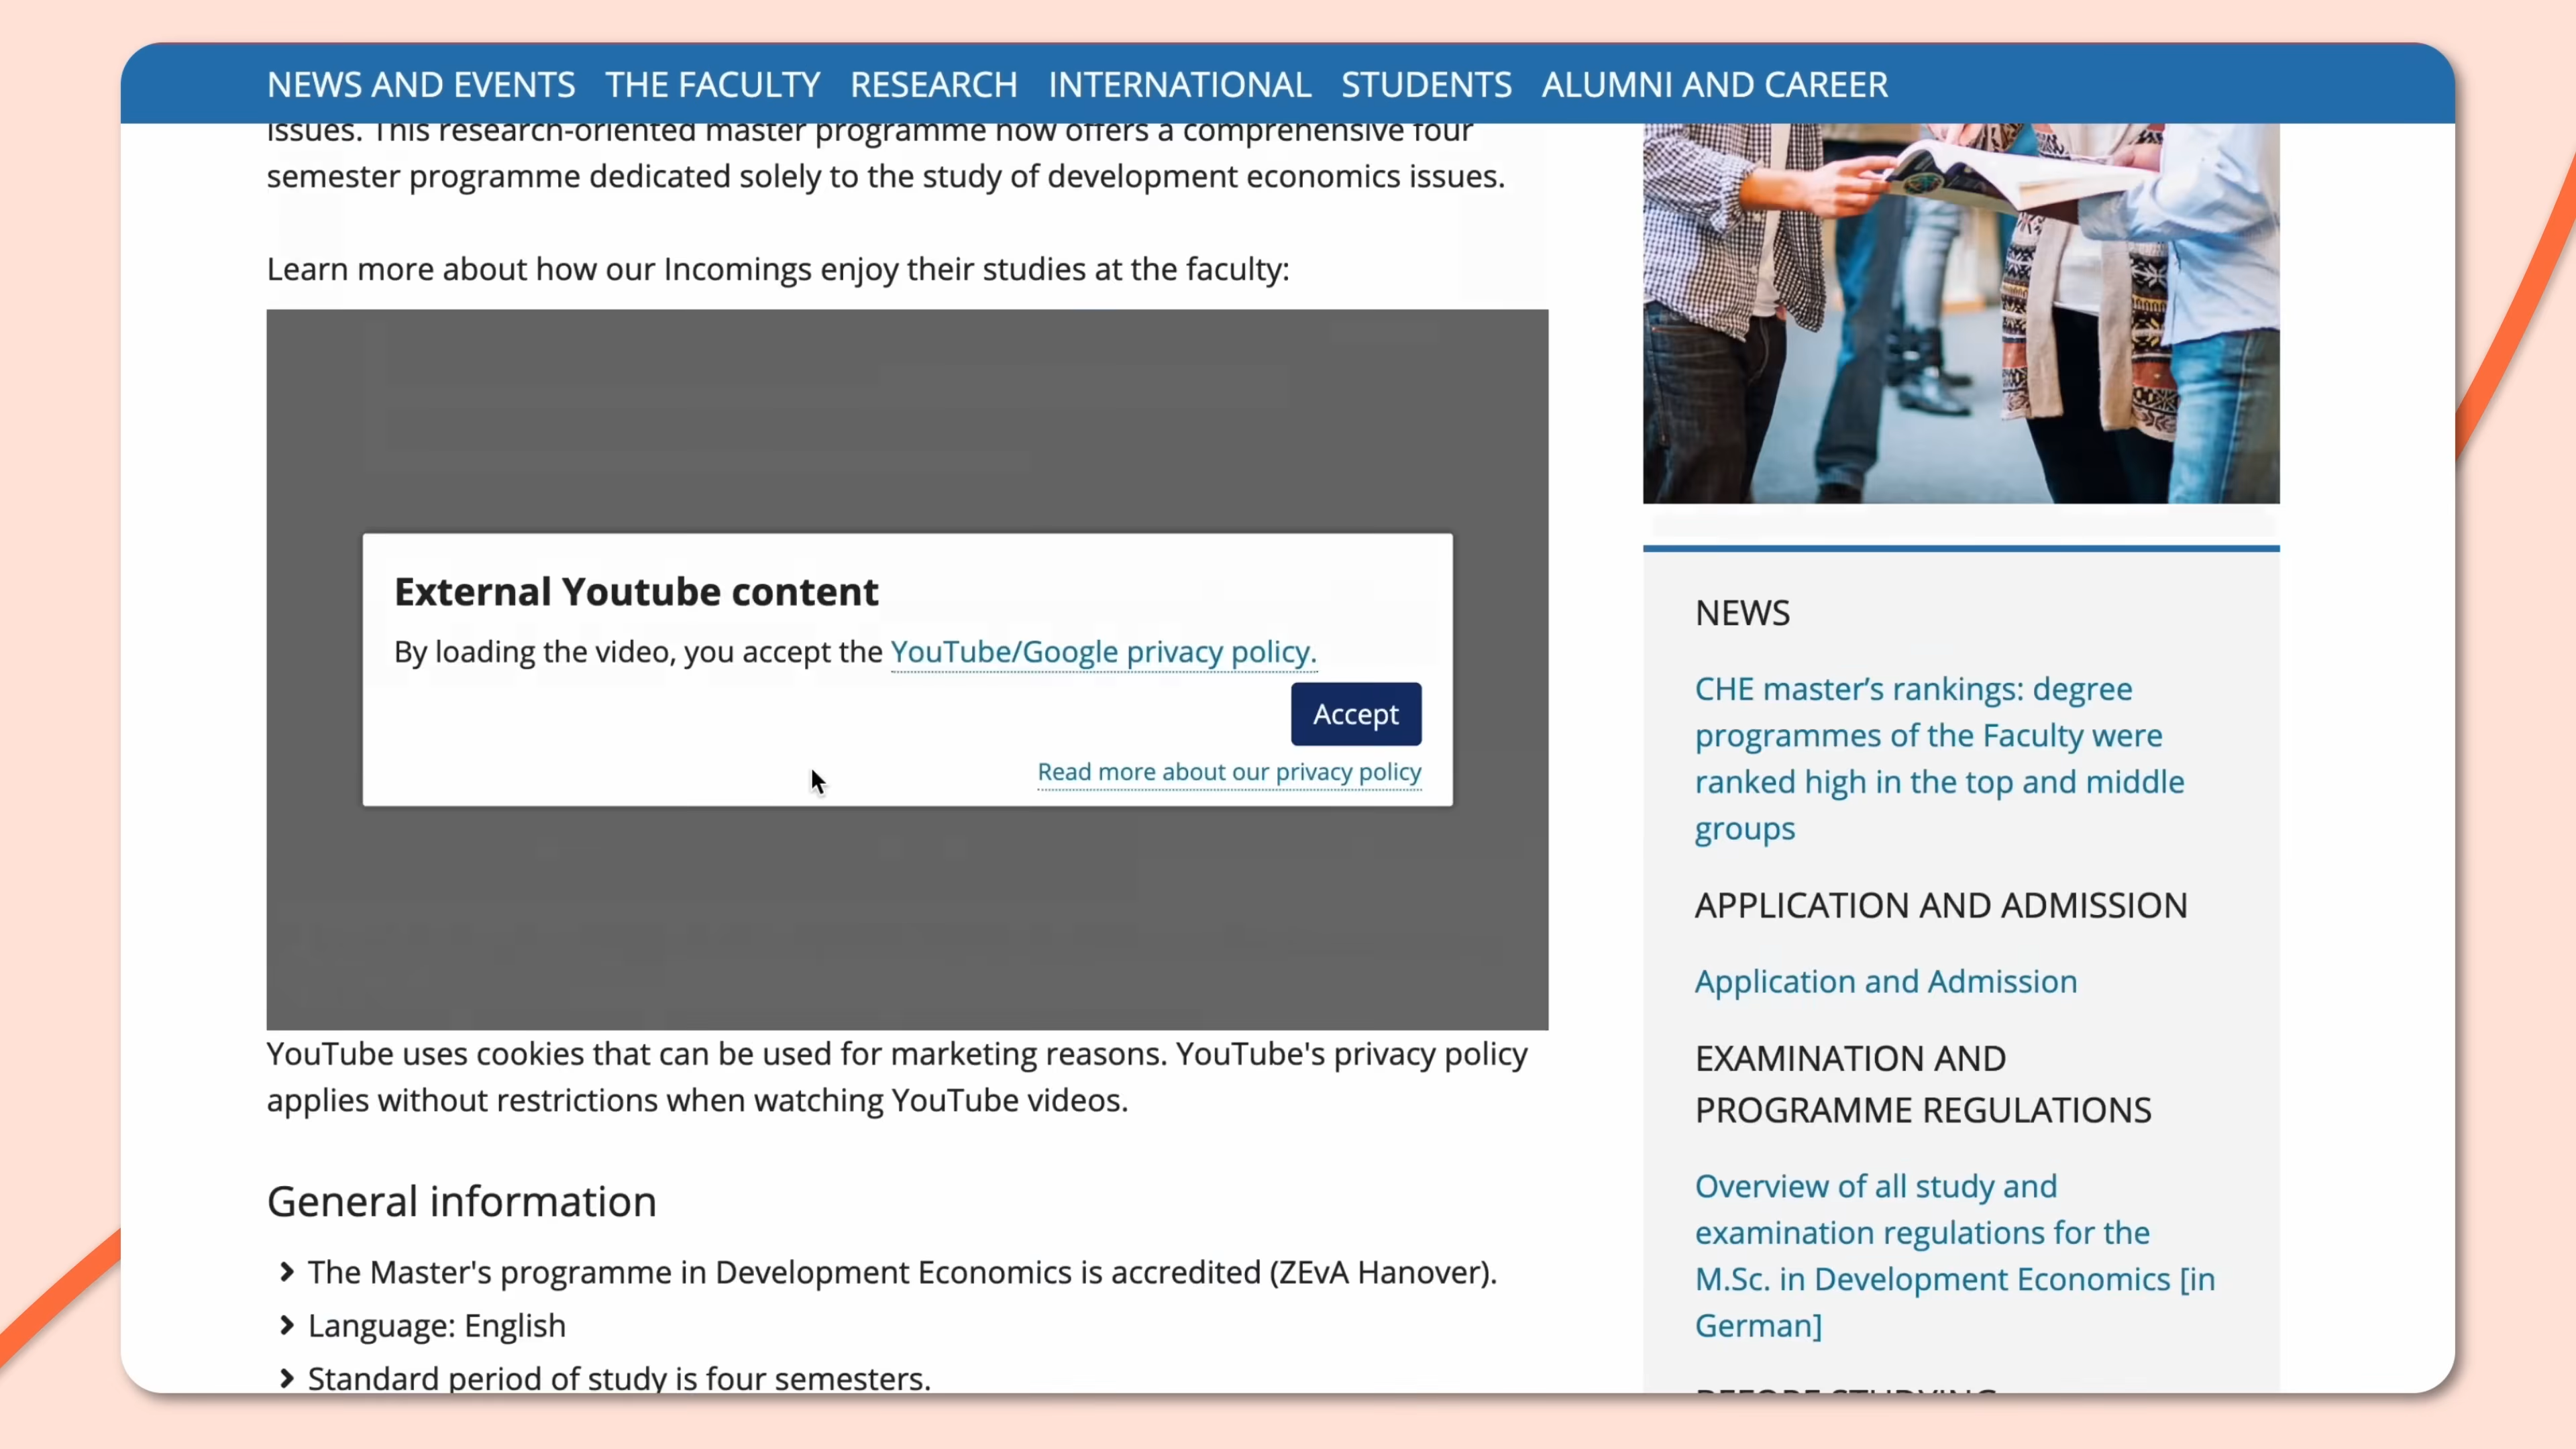 NEWS AND EVENTS THE FACULTY RESEARCH INTERNATIONAL STUDENTS ALUMNI AND CAREER
issues. This research-oriented master programme now offers a comprehensive four
semester programme dedicated solely to the study of development economics issues.
Learn more about how our Incomings enjoy their studies at the faculty:
External Youtube content
By loading the video, you accept the YouTube/Google privacy policy.
Accept
Read more about our privacy policy
YouTube uses cookies that can be used for marketing reasons. YouTube's privacy policy
applies without restrictions when watching YouTube videos.
General information
The Master's programme in Development Economics is accredited (ZEvA Hanover).
Language: English
Standard period of study is four semesters.
NEWS
CHE master’s rankings: degree
programmes of the Faculty were
ranked high in the top and middle
groups
APPLICATION AND ADMISSION
Application and Admission
EXAMINATION AND
PROGRAMME REGULATIONS
Overview of all study and
examination regulations for the
M.Sc. in Development Economics [in
German]
BEFORE STUDYING